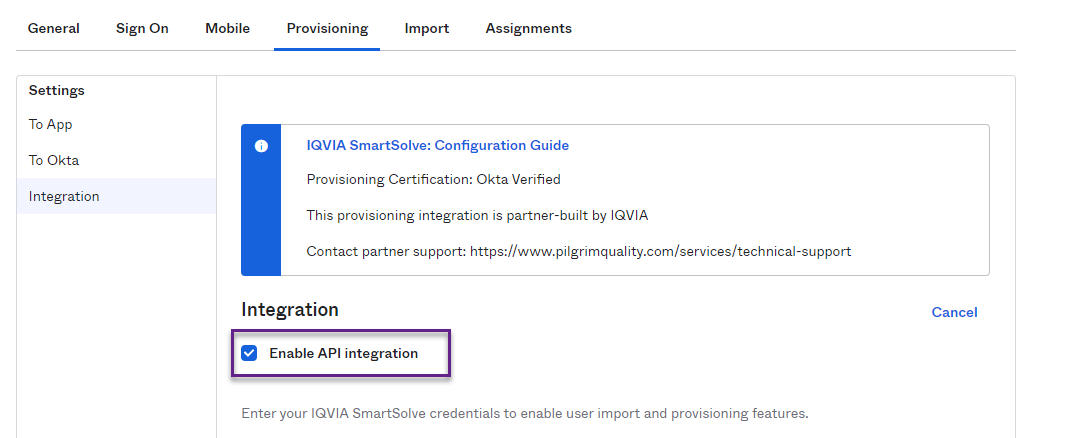 General Sign On Mobile Provisioning Import Assignments
Settings
To App
To Okta
Integration
IQVIA SmartSolve: Configuration Guide
Provisioning Certification: Okta Verified
This provisioning integration is partner-built by IQVIA
Contact partner support: https://www.pilgrimquality.com/services/technical-support
Integration Cancel
Enable API integration
Enter your IQVIA SmartSolve credentials to enable user import and provisioning features.